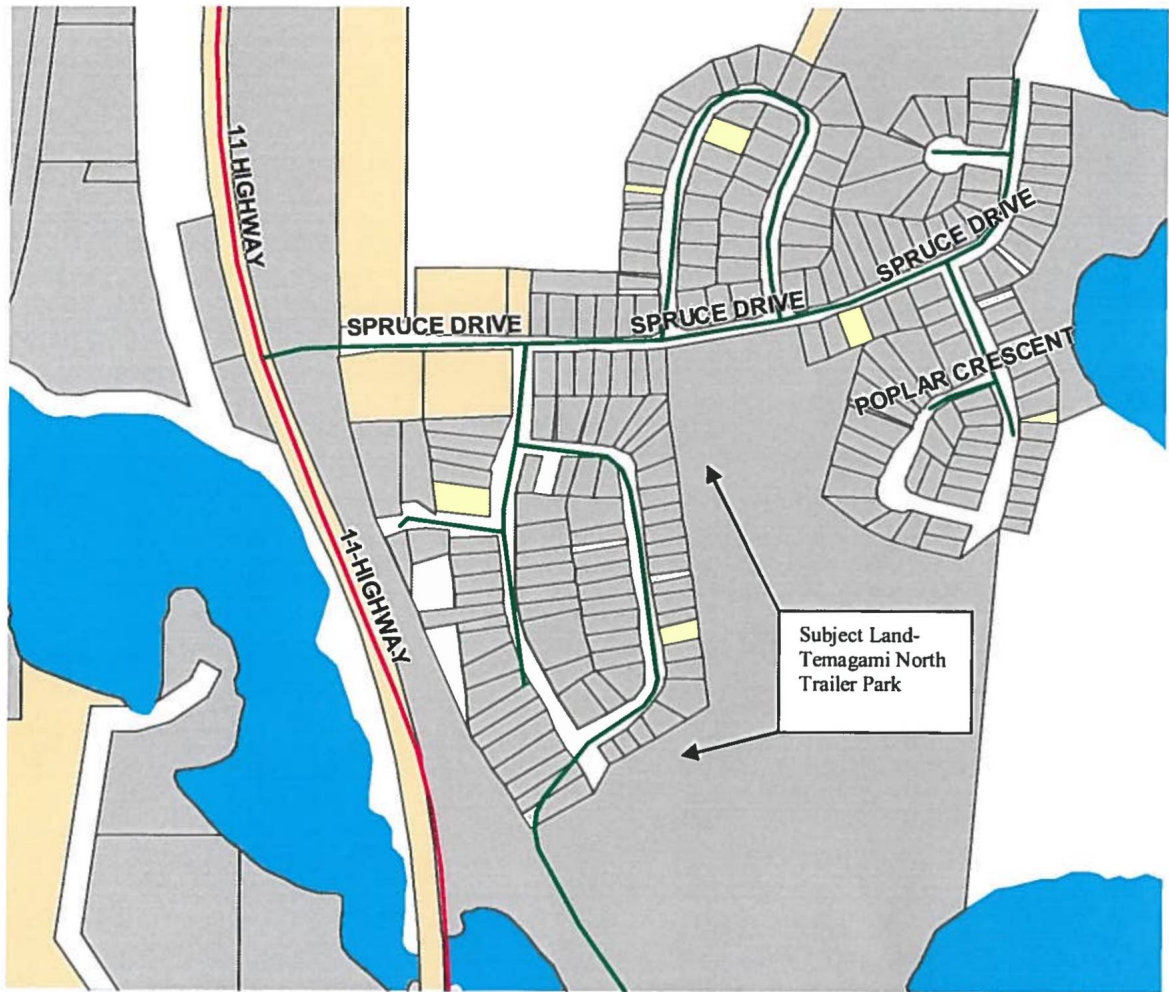 11 HIGHWAY
SPRUCE DRIVE
SPRUCE DRIVE
SPRUCE DRIVE
POPLAR CRESCENT
11-HIGHWAY
Subject Land-
Temagami North
Trailer Park